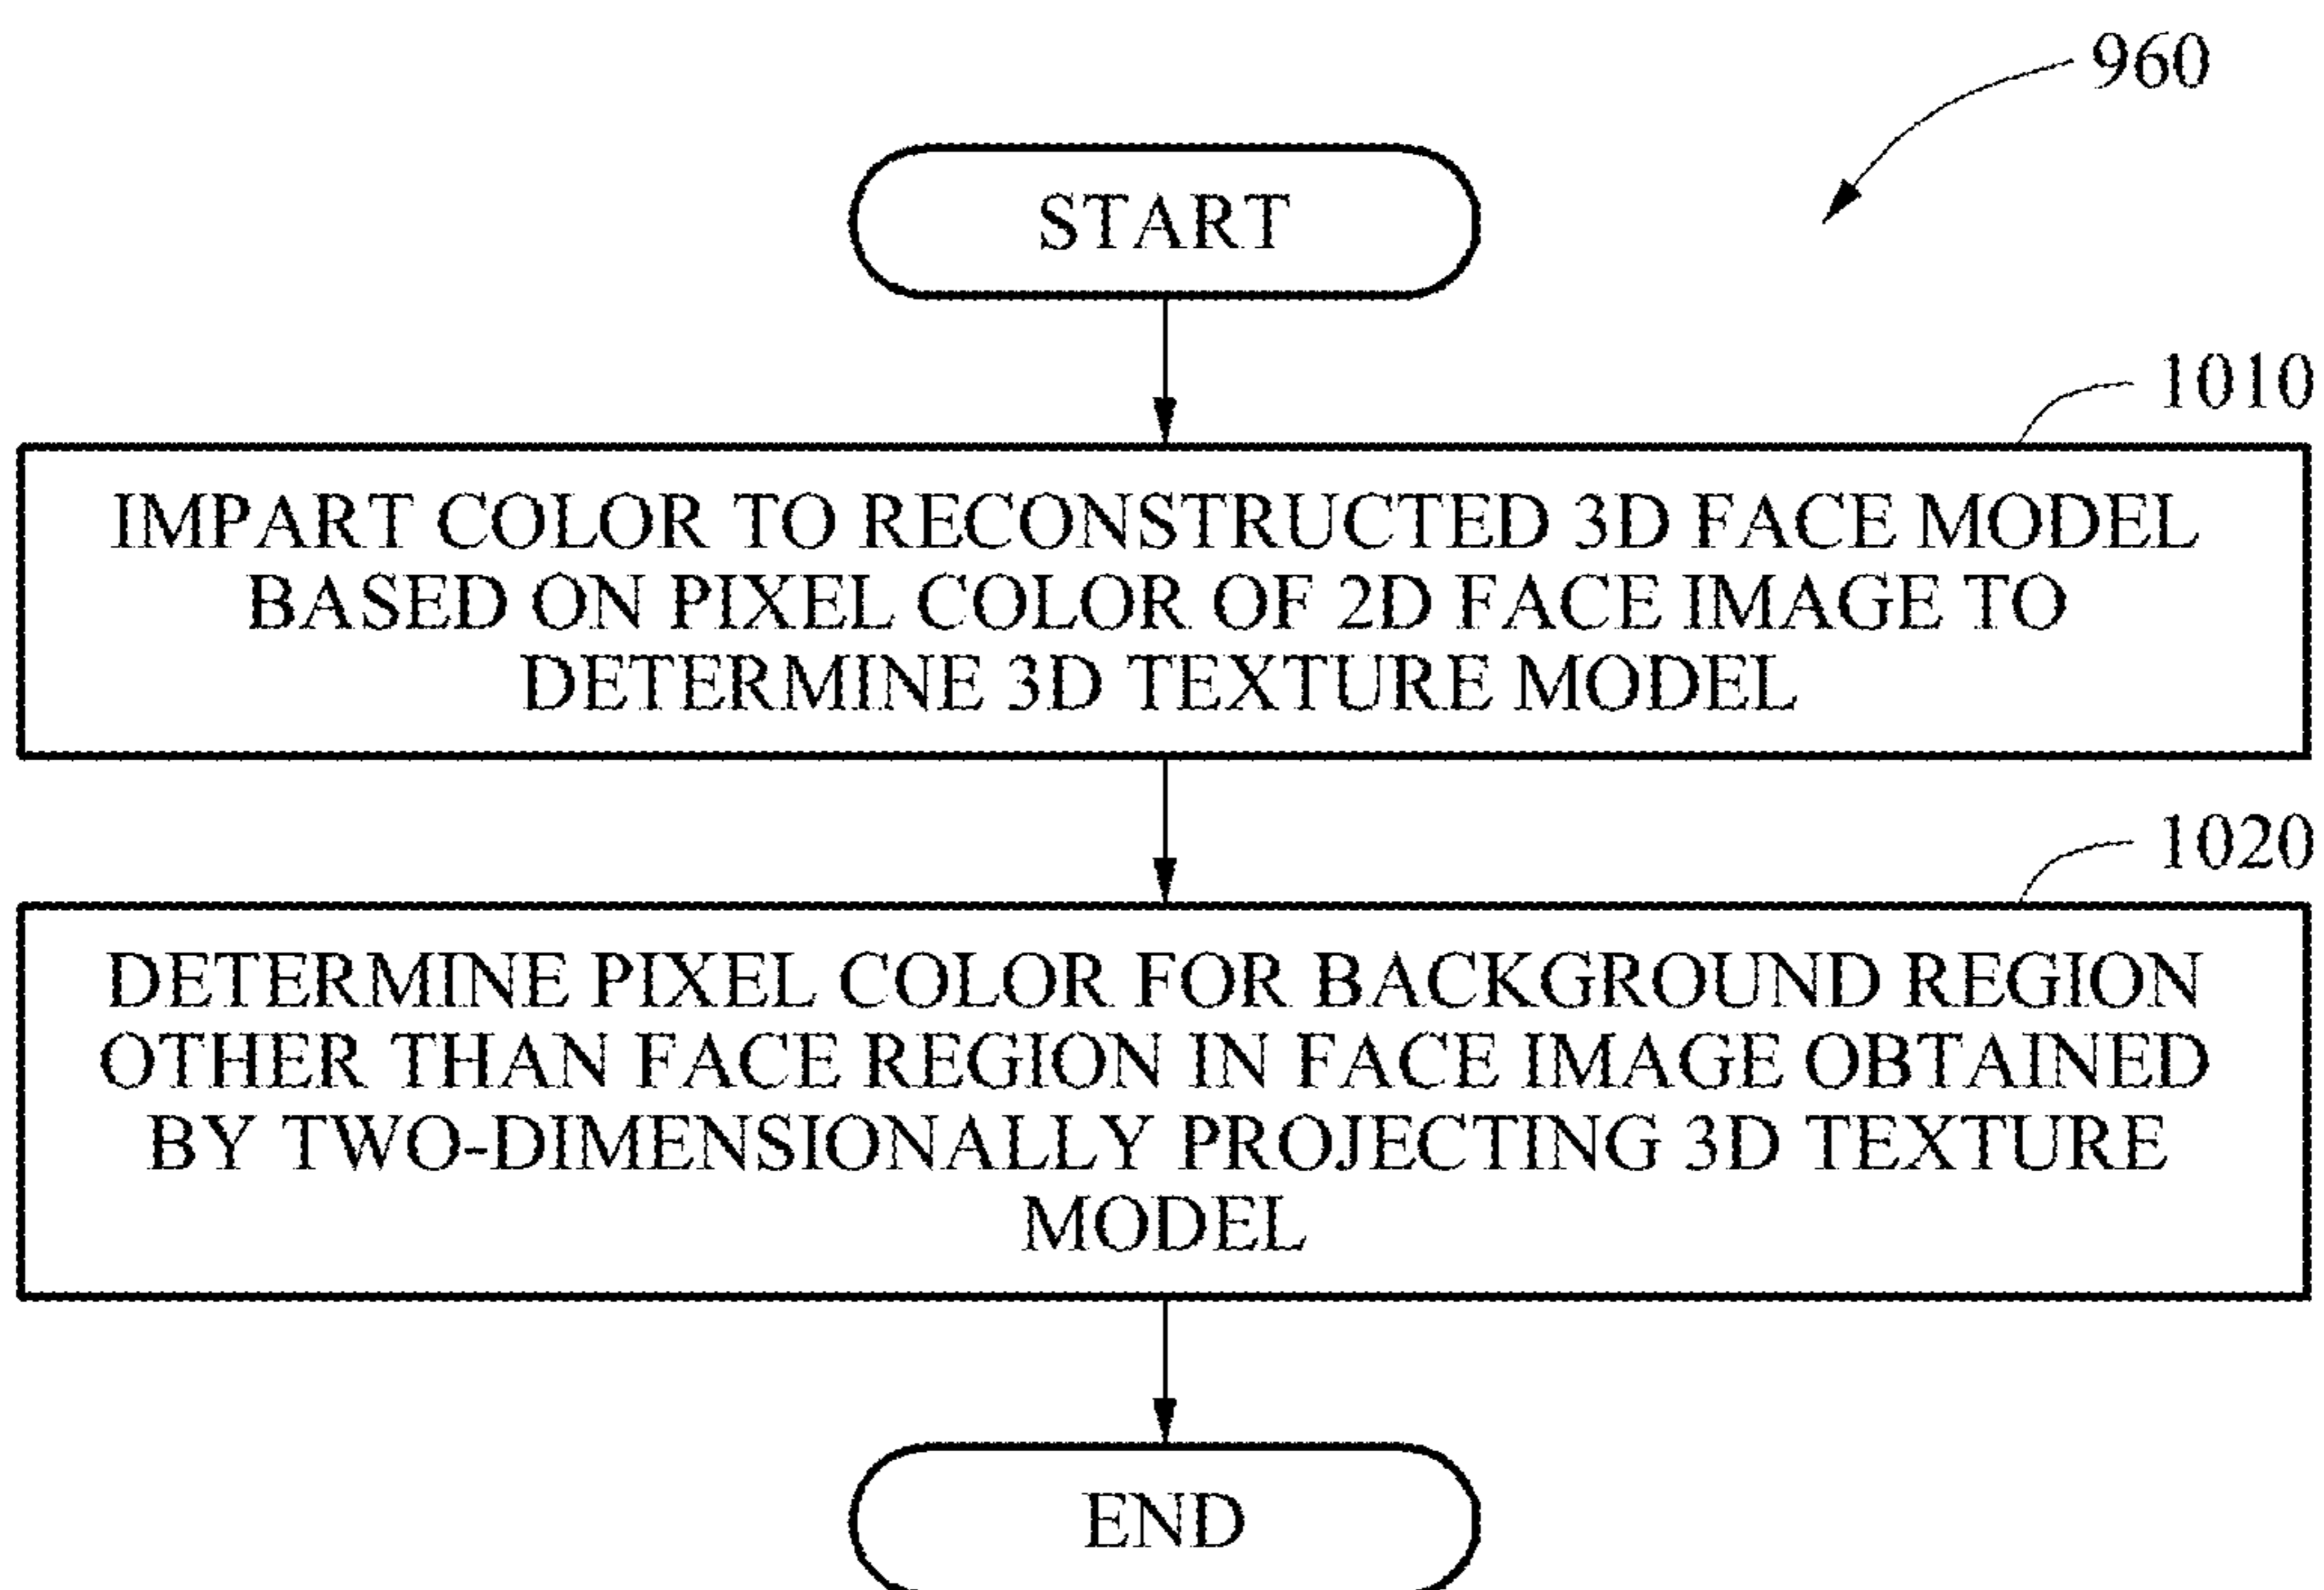 960
START
1010
IMPART COLOR TO RECONSTRUCTED 3D FACE MODEL
BASED ON PIXEL COLOR OF 2D FACE IMAGE TO
DETERMINE 3D TEXTURE MODEL
1020
DETERMINE PIXEL COLOR FOR BACKGROUND REGION
OTHER THAN FACE REGION IN FACE IMAGE OBTAINED
BY TWO-DIMENSIONALLY PROJECTING 3D TEXTURE
MODEL
END